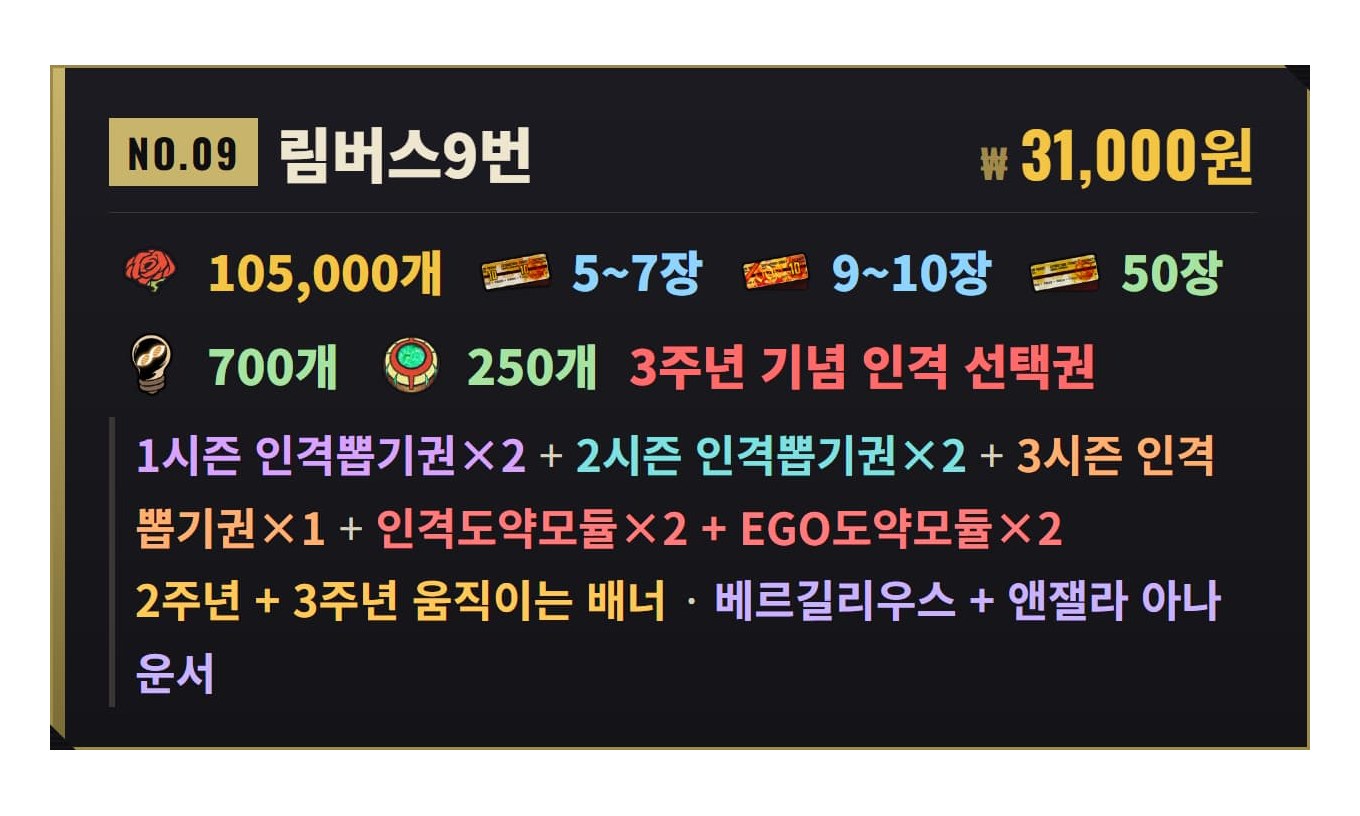 NO.09 림버스9번 ₩ 31,000원
105,000개 5~7장 9~10장 50장
700개 250개 3주년 기념 인격 선택권
1시즌 인격뽑기권×2 + 2시즌 인격뽑기권×2 + 3시즌 인격
뽑기권×1 + 인격도약모듈×2 + EGO도약모듈×2
2주년 + 3주년 움직이는 배너 · 베르길리우스 + 앤젤라 아나
운서